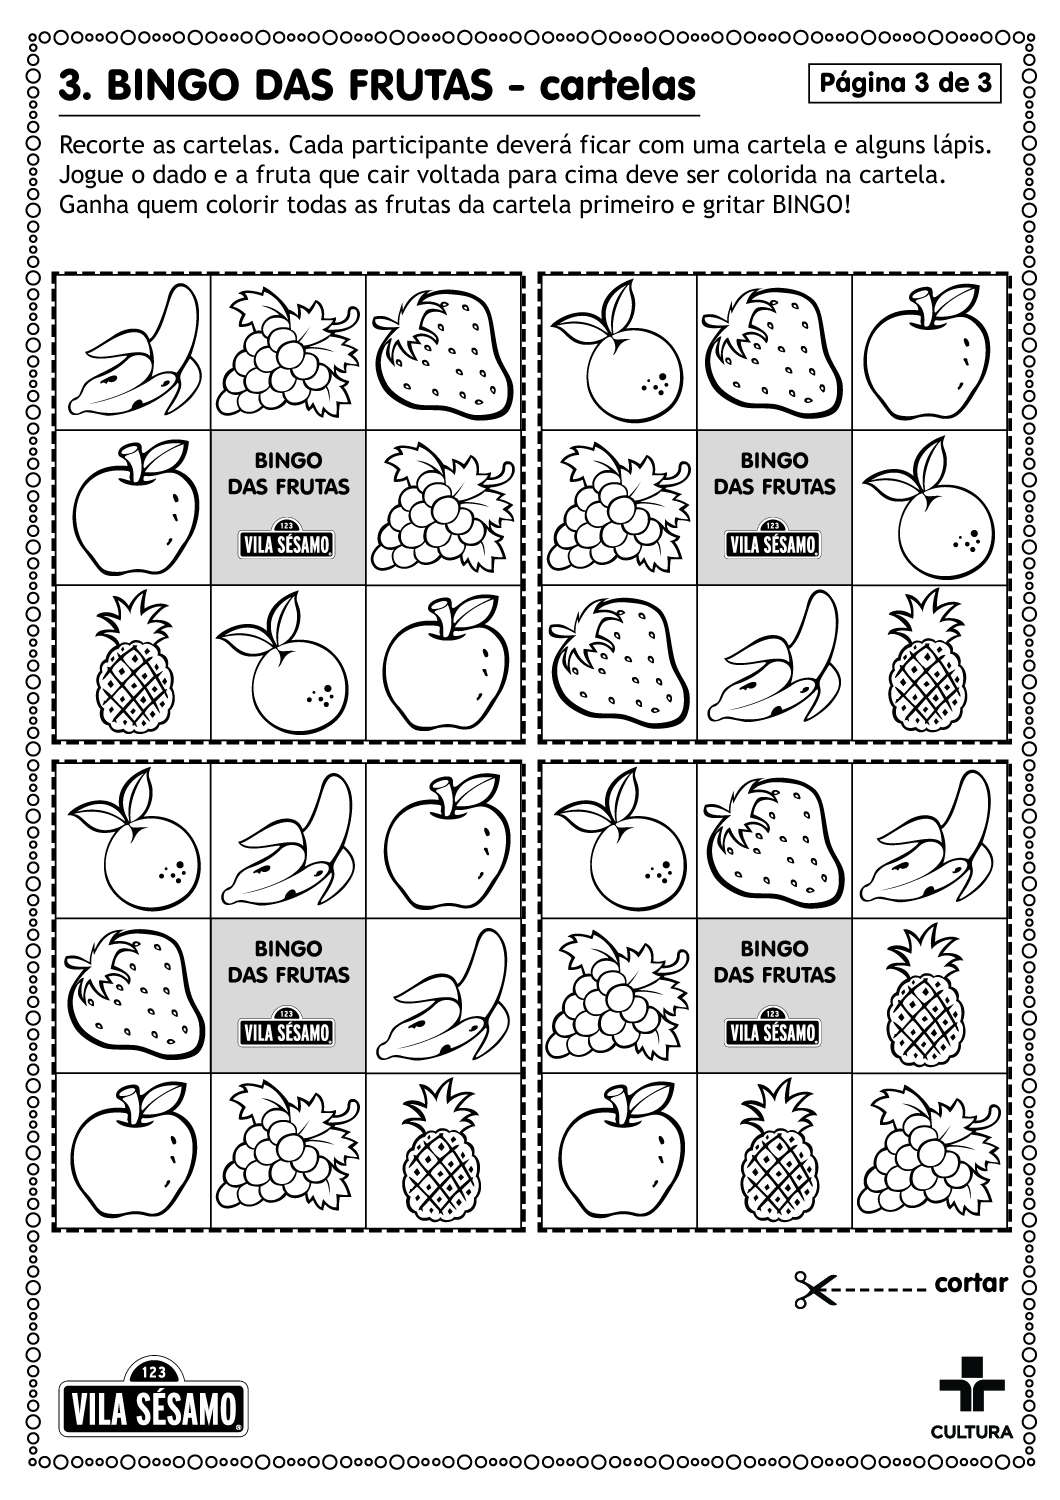 3. BINGO DAS FRUTAS - cartelas
Página 3 de 3
Recorte as cartelas. Cada participante deverá ficar com uma cartela e alguns lápis.
Jogue o dado e a fruta que cair voltada para cima deve ser colorida na cartela.
Ganha quem colorir todas as frutas da cartela primeiro e gritar BINGO!
BINGO
DAS FRUTAS
123
VILA SÉSAMO
BINGO
DAS FRUTAS
123
VILA SÉSAMO
BINGO
DAS FRUTAS
123
VILA SÉSAMO
BINGO
DAS FRUTAS
123
VILA SÉSAMO
cortar
123
VILA SÉSAMO®
CULTURA